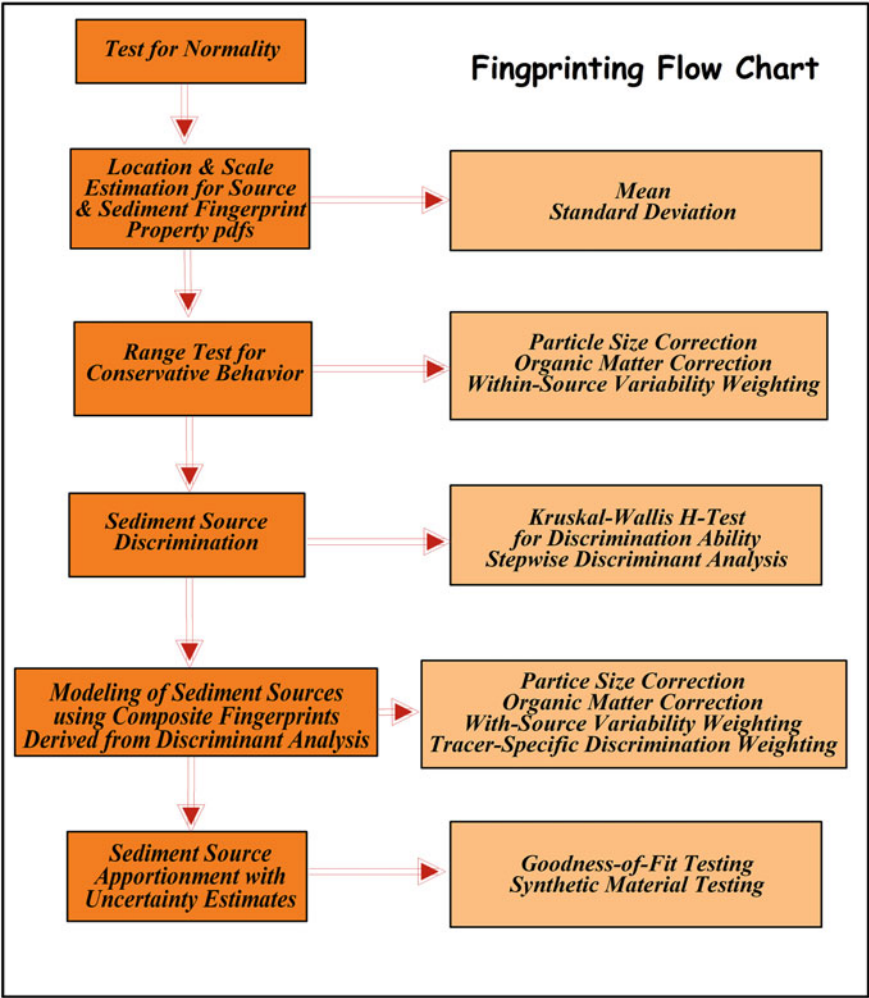 Fingprinting Flow Chart
Test for Normality
Location & Scale
Estimation for Source
& Sediment Fingerprint
Property pdfs
Mean
Standard Deviation
Range Test for
Conservative Behavior
Particle Size Correction
Organic Matter Correction
Within-Source Variability Weighting
Sediment Source
Discrimination
Kruskal-Wallis H-Test
for Discrimination Ability
Stepwise Discriminant Analysis
Modeling of Sediment Sources
using Composite Fingerprints
Derived from Discriminant Analysis
Partice Size Correction
Organic Matter Correction
With-Source Variability Weighting
Tracer-Specific Discrimination Weighting
Sediment Source
Apportionment with
Uncertainty Estimates
Goodness-of-Fit Testing
Synthetic Material Testing